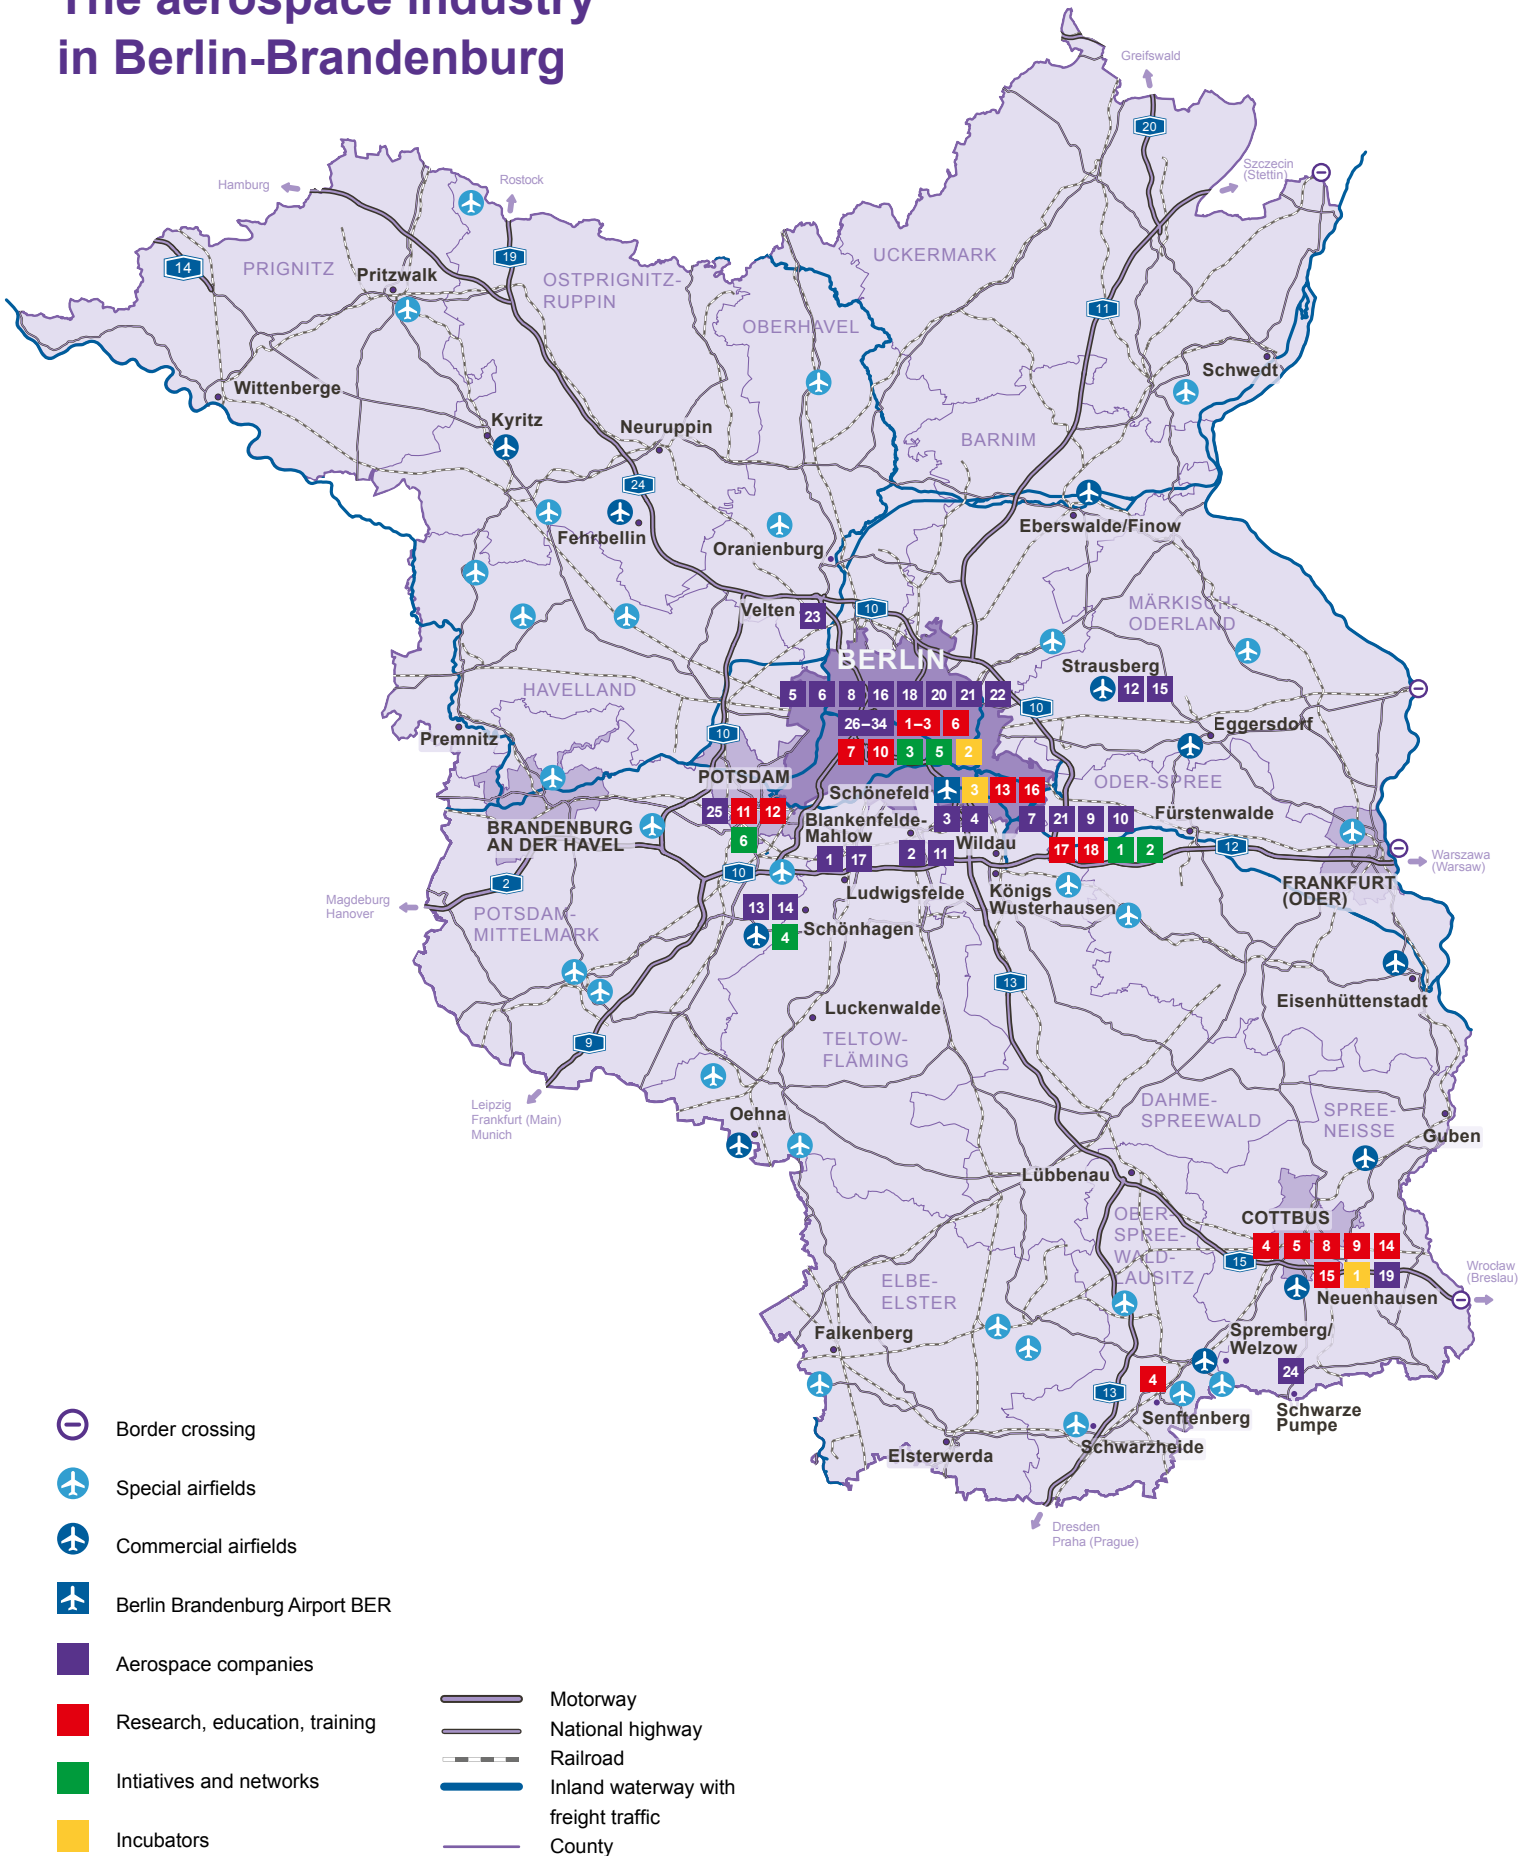 The aerospace industry
in Berlin-Brandenburg
Greifswald
20
Szczecin
(Stettin)
Hamburg
Rostock
14
PRIGNITZ
Pritzwalk
19
OSTPRIGNITZ-
RUPPIN
UCKERMARK
OBERHAVEL
11
Schwedt
Wittenberge
Kyritz
Neuruppin
BARNIM
24
Fehrbellin
Oranienburg
Eberswalde/Finow
Velten
23
10
MÄRKISCH-
ODERLAND
BERLIN
Strausberg
12 15
HAVELLAND
5 6 8 16 18 20 21 22
26–34 1–3 6
7 10 3 5 2
10
10
Eggersdorf
Premnitz
POTSDAM
25 11 12
6
Schönefeld
3 13 16
ODER-SPREE
3 4
7 21 9 10
Fürstenwalde
BRANDENBURG
AN DER HAVEL
Blankenfelde-
Mahlow
1 17
2 11
Wildau
17 18 1 2
12
Warszawa
(Warsaw)
2
10
Ludwigsfelde
Königs
Wusterhausen
FRANKFURT
(ODER)
Magdeburg
Hanover
POTSDAM-
MITTELMARK
13 14
4
Schönhagen
13
Eisenhüttenstadt
Luckenwalde
TELTOW-
FLÄMING
9
Leipzig
Frankfurt (Main)
Munich
Oehna
DAHME-
SPREEWALD
SPREE-
NEISSE
Guben
Lübbenau
OBER-
SPREE-
WALD-
LAUSITZ
COTTBUS
4 5 8 9 14
15
15 1 19
Neuenhausen
Wrocław
(Breslau)
ELBE-
ELSTER
Falkenberg
Spremberg/
Welzow
24
Schwarze
Pumpe
13
4
Senftenberg
Schwarzheide
Elsterwerda
Dresden
Praha (Prague)
Border crossing
Special airfields
Commercial airfields
Berlin Brandenburg Airport BER
Aerospace companies
Research, education, training
Intiatives and networks
Incubators
Motorway
National highway
Railroad
Inland waterway with
freight traffic
County